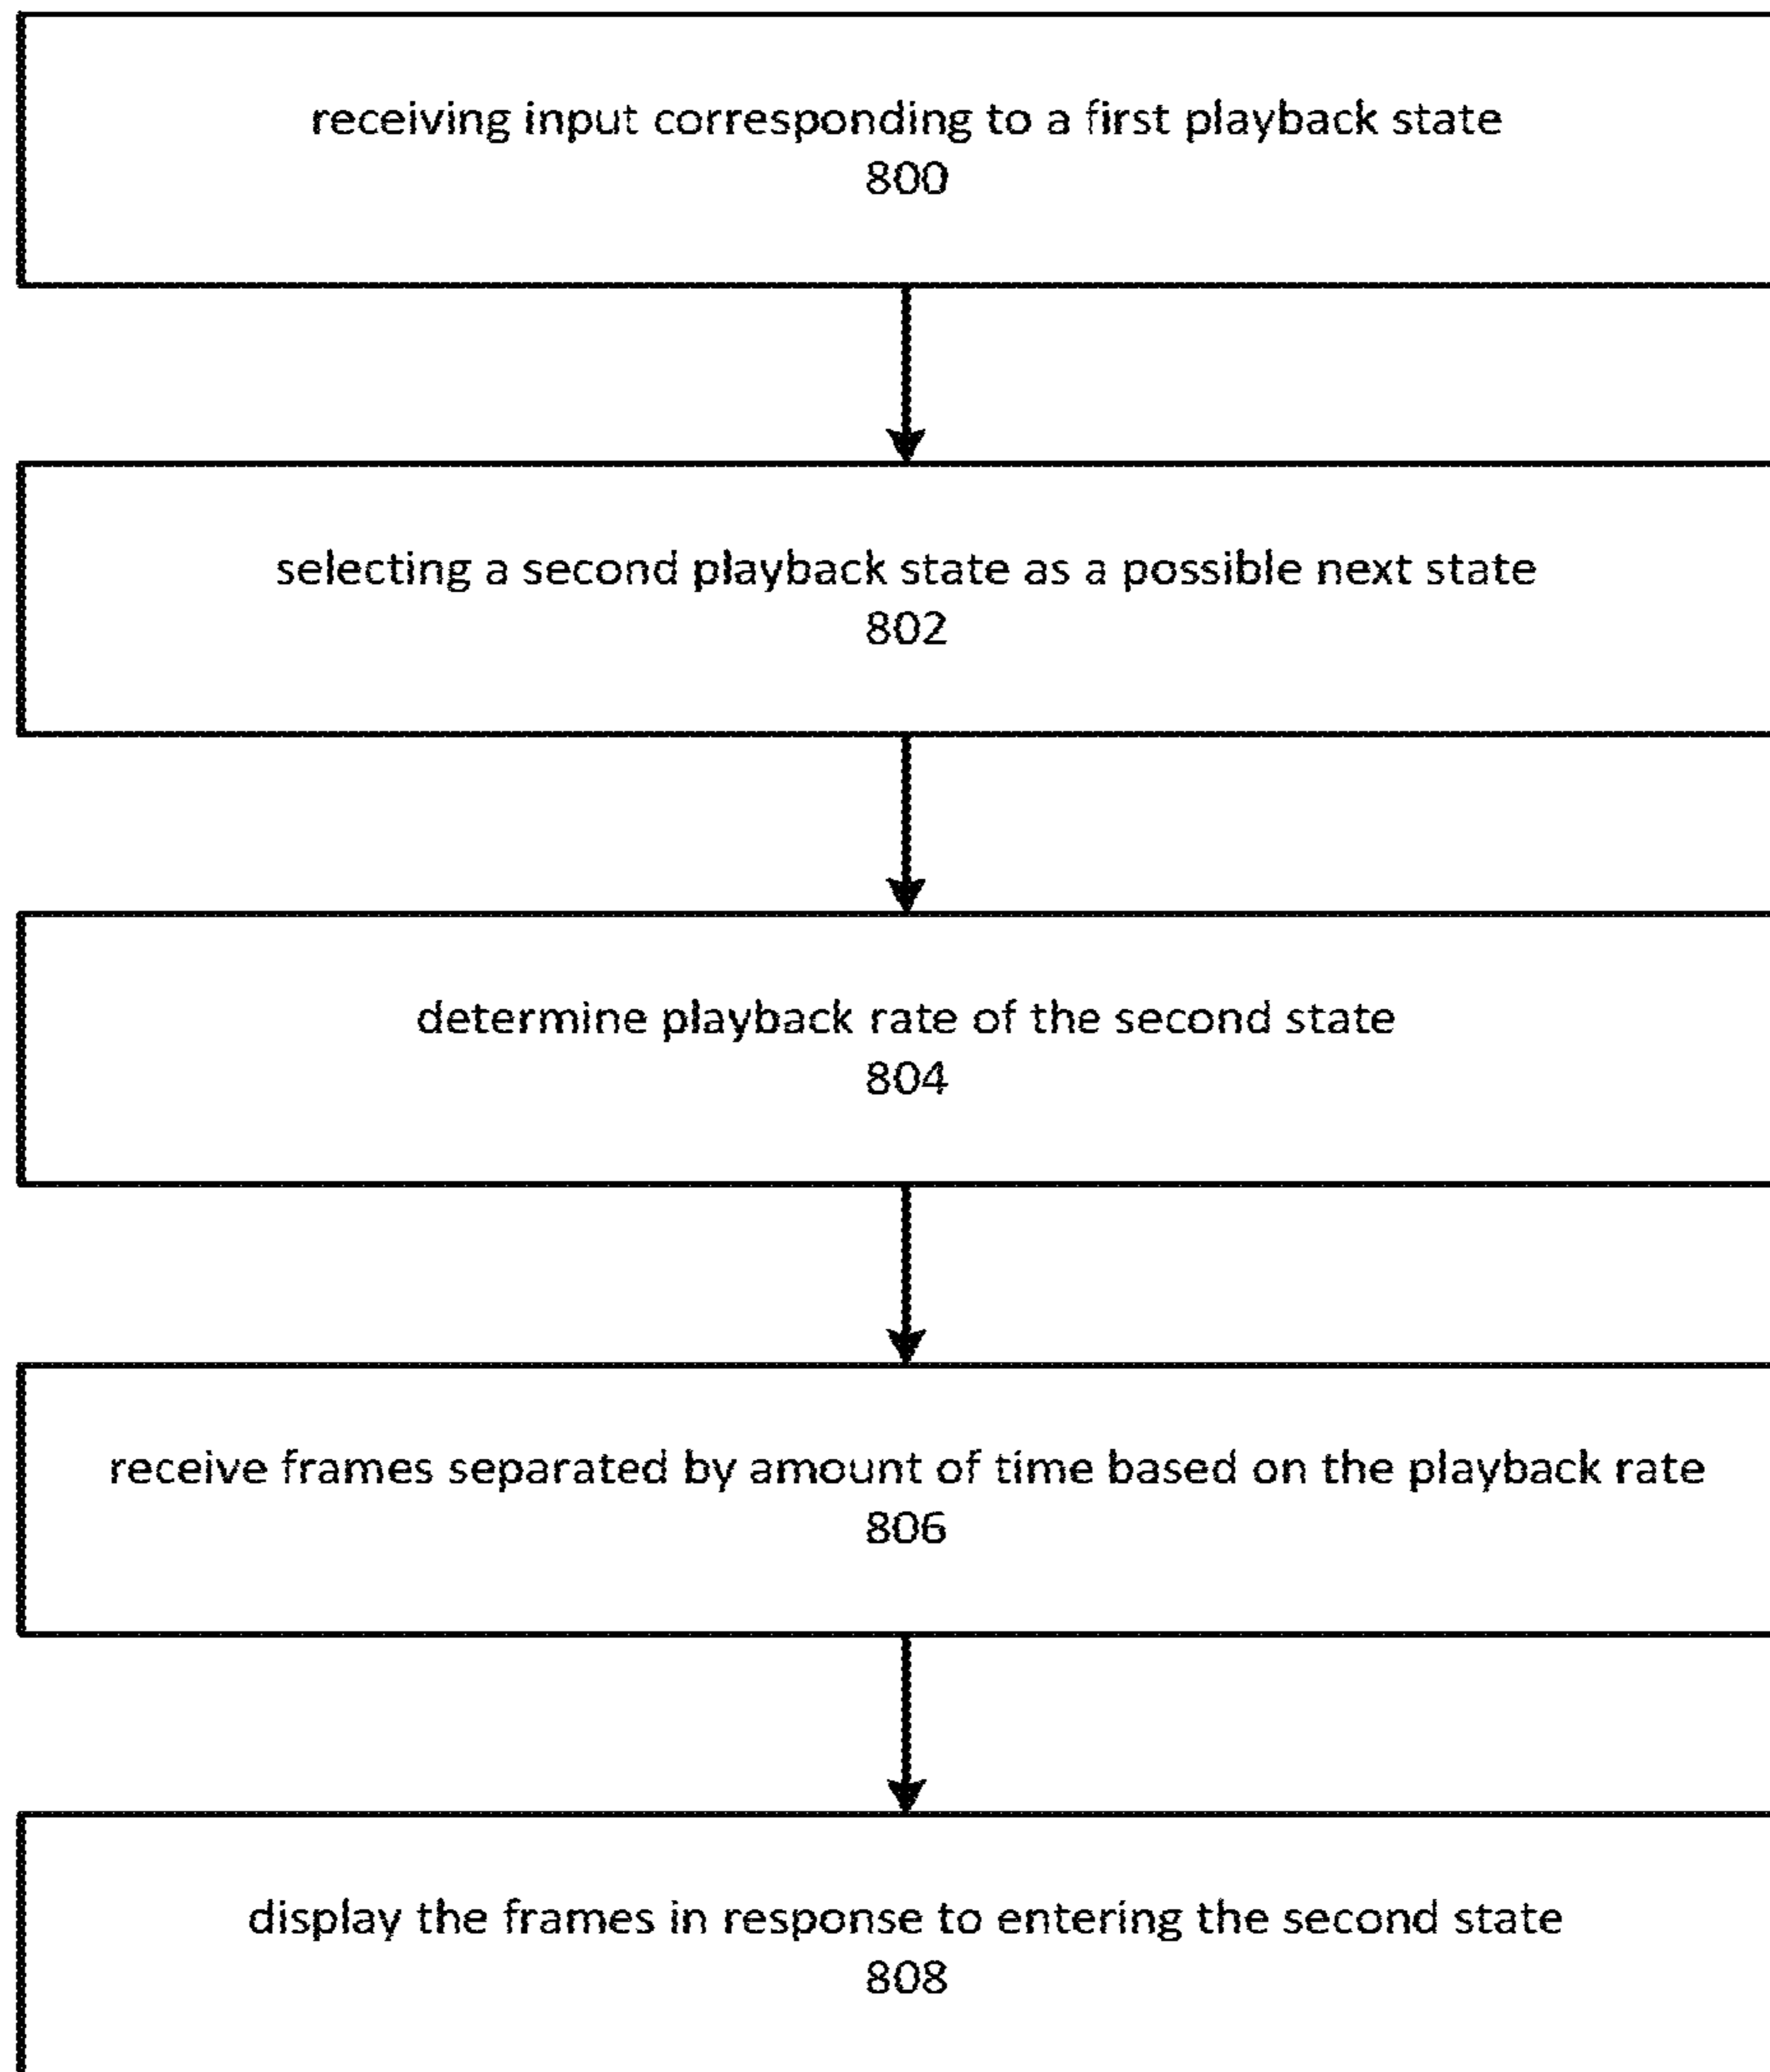 receiving input corresponding to a first playback state
800
selecting a second playback state as a possible next state
802
determine playback rate of the second state
804
receive frames separated by amount of time based on the playback rate
806
display the frames in response to entering the second state
808